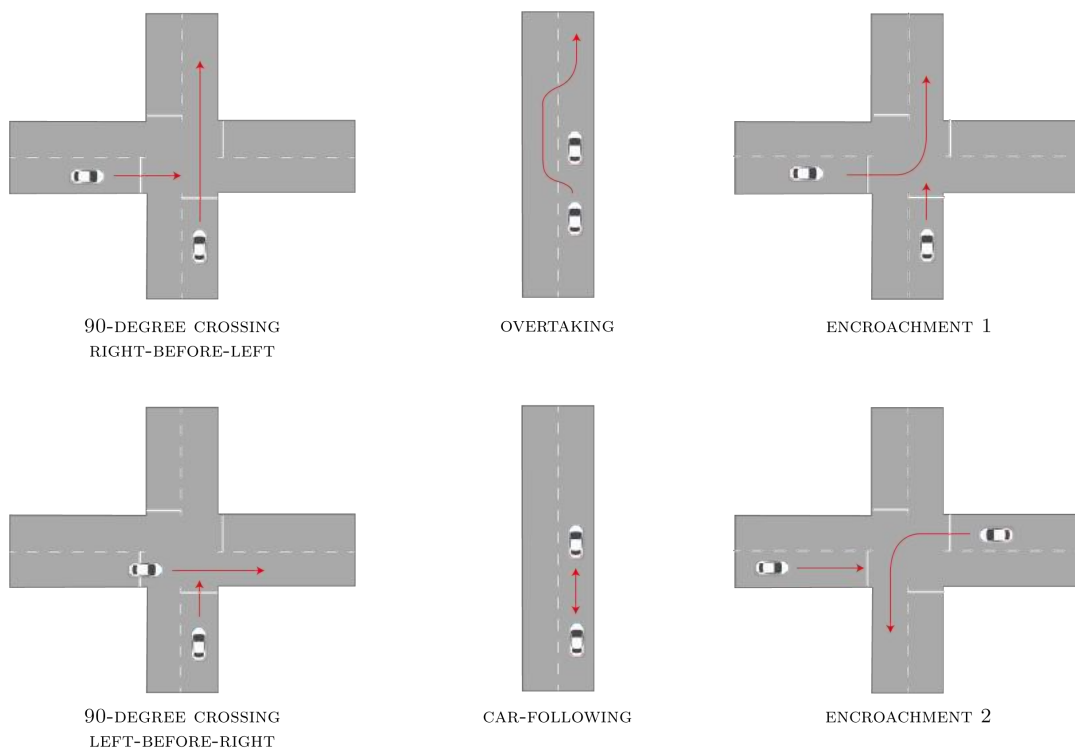 90-DEGREE CROSSING
RIGHT-BEFORE-LEFT
OVERTAKING
ENCROACHMENT 1
90-DEGREE CROSSING
LEFT-BEFORE-RIGHT
CAR-FOLLOWING
ENCROACHMENT 2